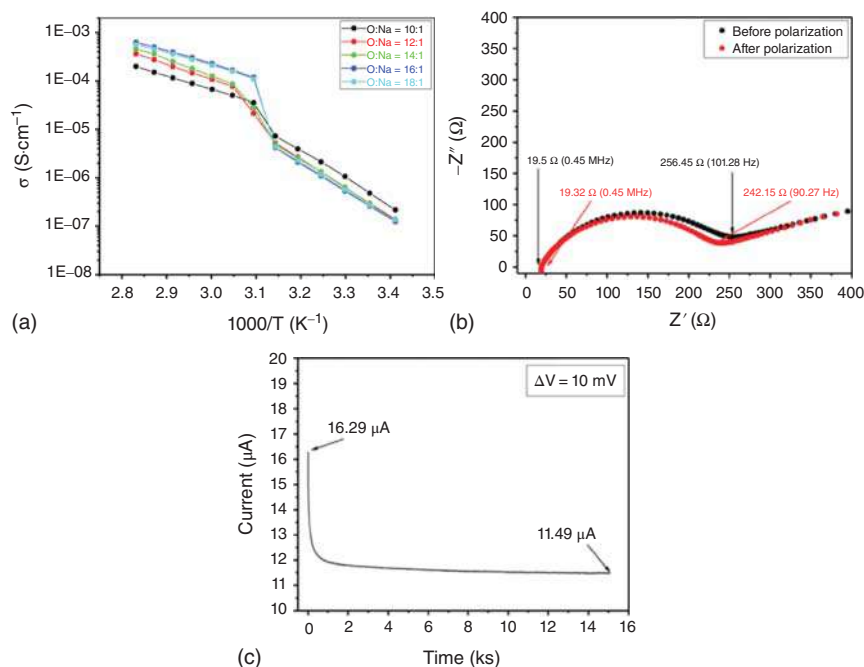 1E−03
1E−04
1E−05
1E−06
1E−07
1E−08
σ (S·cm⁻¹)
O:Na = 10:1
O:Na = 12:1
O:Na = 14:1
O:Na = 16:1
O:Na = 18:1
2.8 2.9 3.0 3.1 3.2 3.3 3.4 3.5
(a)
1000/T (K⁻¹)
400
350
300
250
200
150
100
50
0
−Z″ (Ω)
Before polarization
After polarization
19.5 Ω (0.45 MHz)
256.45 Ω (101.28 Hz)
19.32 Ω (0.45 MHz)
242.15 Ω (90.27 Hz)
0 50 100 150 200 250 300 350 400
(b)
Z′ (Ω)
20
19
18
17
16
15
14
13
12
11
10
Current (μA)
ΔV = 10 mV
16.29 μA
11.49 μA
0 2 4 6 8 10 12 14 16
(c)
Time (ks)